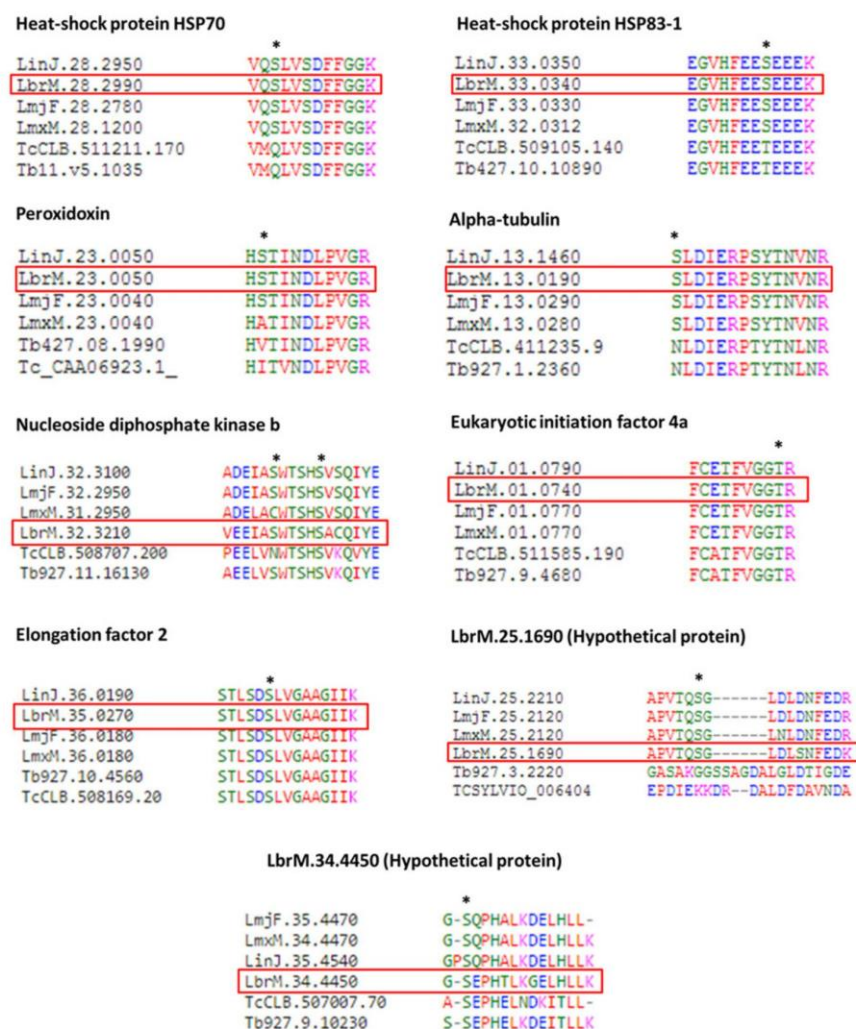 Heat-shock protein HSP70
*
LinJ.28.2950 VQSLVSDFFGGK
LbrM.28.2990 VQSLVSDFFGGK
LmjF.28.2780 VQSLVSDFFGGK
LmxM.28.1200 VQSLVSDFFGGK
TcCLB.511211.170 VMQLVSDFFGGK
Tb11.v5.1035 VMQLVSDFFGGK
Heat-shock protein HSP83-1
*
LinJ.33.0350 EGVHFEESEEEK
LbrM.33.0340 EGVHFEESEEEK
LmjF.33.0330 EGVHFEESEEEK
LmxM.32.0312 EGVHFEESEEEK
TcCLB.509105.140 EGVHFEETEEEK
Tb427.10.10890 EGVHFEETEEEK
Peroxidoxin
*
LinJ.23.0050 HSTINDLPVGR
LbrM.23.0050 HSTINDLPVGR
LmjF.23.0040 HSTINDLPVGR
LmxM.23.0040 HATINDLPVGR
Tb427.08.1990 HVTINDLPVGR
Tc_CAA06923.1_ HITVNDLPVGR
Alpha-tubulin
*
LinJ.13.1460 SLDIERPSYTNVNR
LbrM.13.0190 SLDIERPSYTNVNR
LmjF.13.0290 SLDIERPSYTNVNR
LmxM.13.0280 SLDIERPSYTNVNR
TcCLB.411235.9 NLDIERPTYTNLNR
Tb927.1.2360 NLDIERPTYTNLNR
Nucleoside diphosphate kinase b
* *
LinJ.32.3100 ADEIASWTSHSVSQIYE
LmjF.32.2950 ADEIASWTSHSVSQIYE
LmxM.31.2950 ADELACWTSHSVSQIYE
LbrM.32.3210 VEEIASWTSHSACQIYE
TcCLB.508707.200 PEELVNWTSHSVKQVYE
Tb927.11.16130 AEELVSWTSHSVKQIYE
Eukaryotic initiation factor 4a
*
LinJ.01.0790 FCETFVGGTR
LbrM.01.0740 FCETFVGGTR
LmjF.01.0770 FCETFVGGTR
LmxM.01.0770 FCETFVGGTR
TcCLB.511585.190 FCATFVGGTR
Tb927.9.4680 FCATFVGGTR
Elongation factor 2
*
LinJ.36.0190 STLSDSLVGAAGIIK
LbrM.35.0270 STLSDSLVGAAGIIK
LmjF.36.0180 STLSDSLVGAAGIIK
LmxM.36.0180 STLSDSLVGAAGIIK
Tb927.10.4560 STLSDSLVGAAGIIK
TcCLB.508169.20 STLSDSLVGAAGIIK
LbrM.25.1690 (Hypothetical protein)
*
LinJ.25.2210 APVTQSG------LDLDNFEDR
LmjF.25.2120 APVTQSG------LDLDNFEDR
LmxM.25.2120 APVTQSG------LNLDNFEDR
LbrM.25.1690 APVTQSG------LDLSNFEDK
Tb927.3.2220 GASAKGGSSAGDALGLDTIGDE
TCSYLVIO_006404 EPDIEKKDR--DALDFDAVNDA
LbrM.34.4450 (Hypothetical protein)
*
LmjF.35.4470 G-SQPHALKDELHLL-
LmxM.34.4470 G-SQPHALKDELHLLK
LinJ.35.4540 GPSQPHALKDELHLLK
LbrM.34.4450 G-SEPHTLKGELHLLK
TcCLB.507007.70 A-SEPHELNDKITLL-
Tb927.9.10230 S-SEPHELKDEITLLK